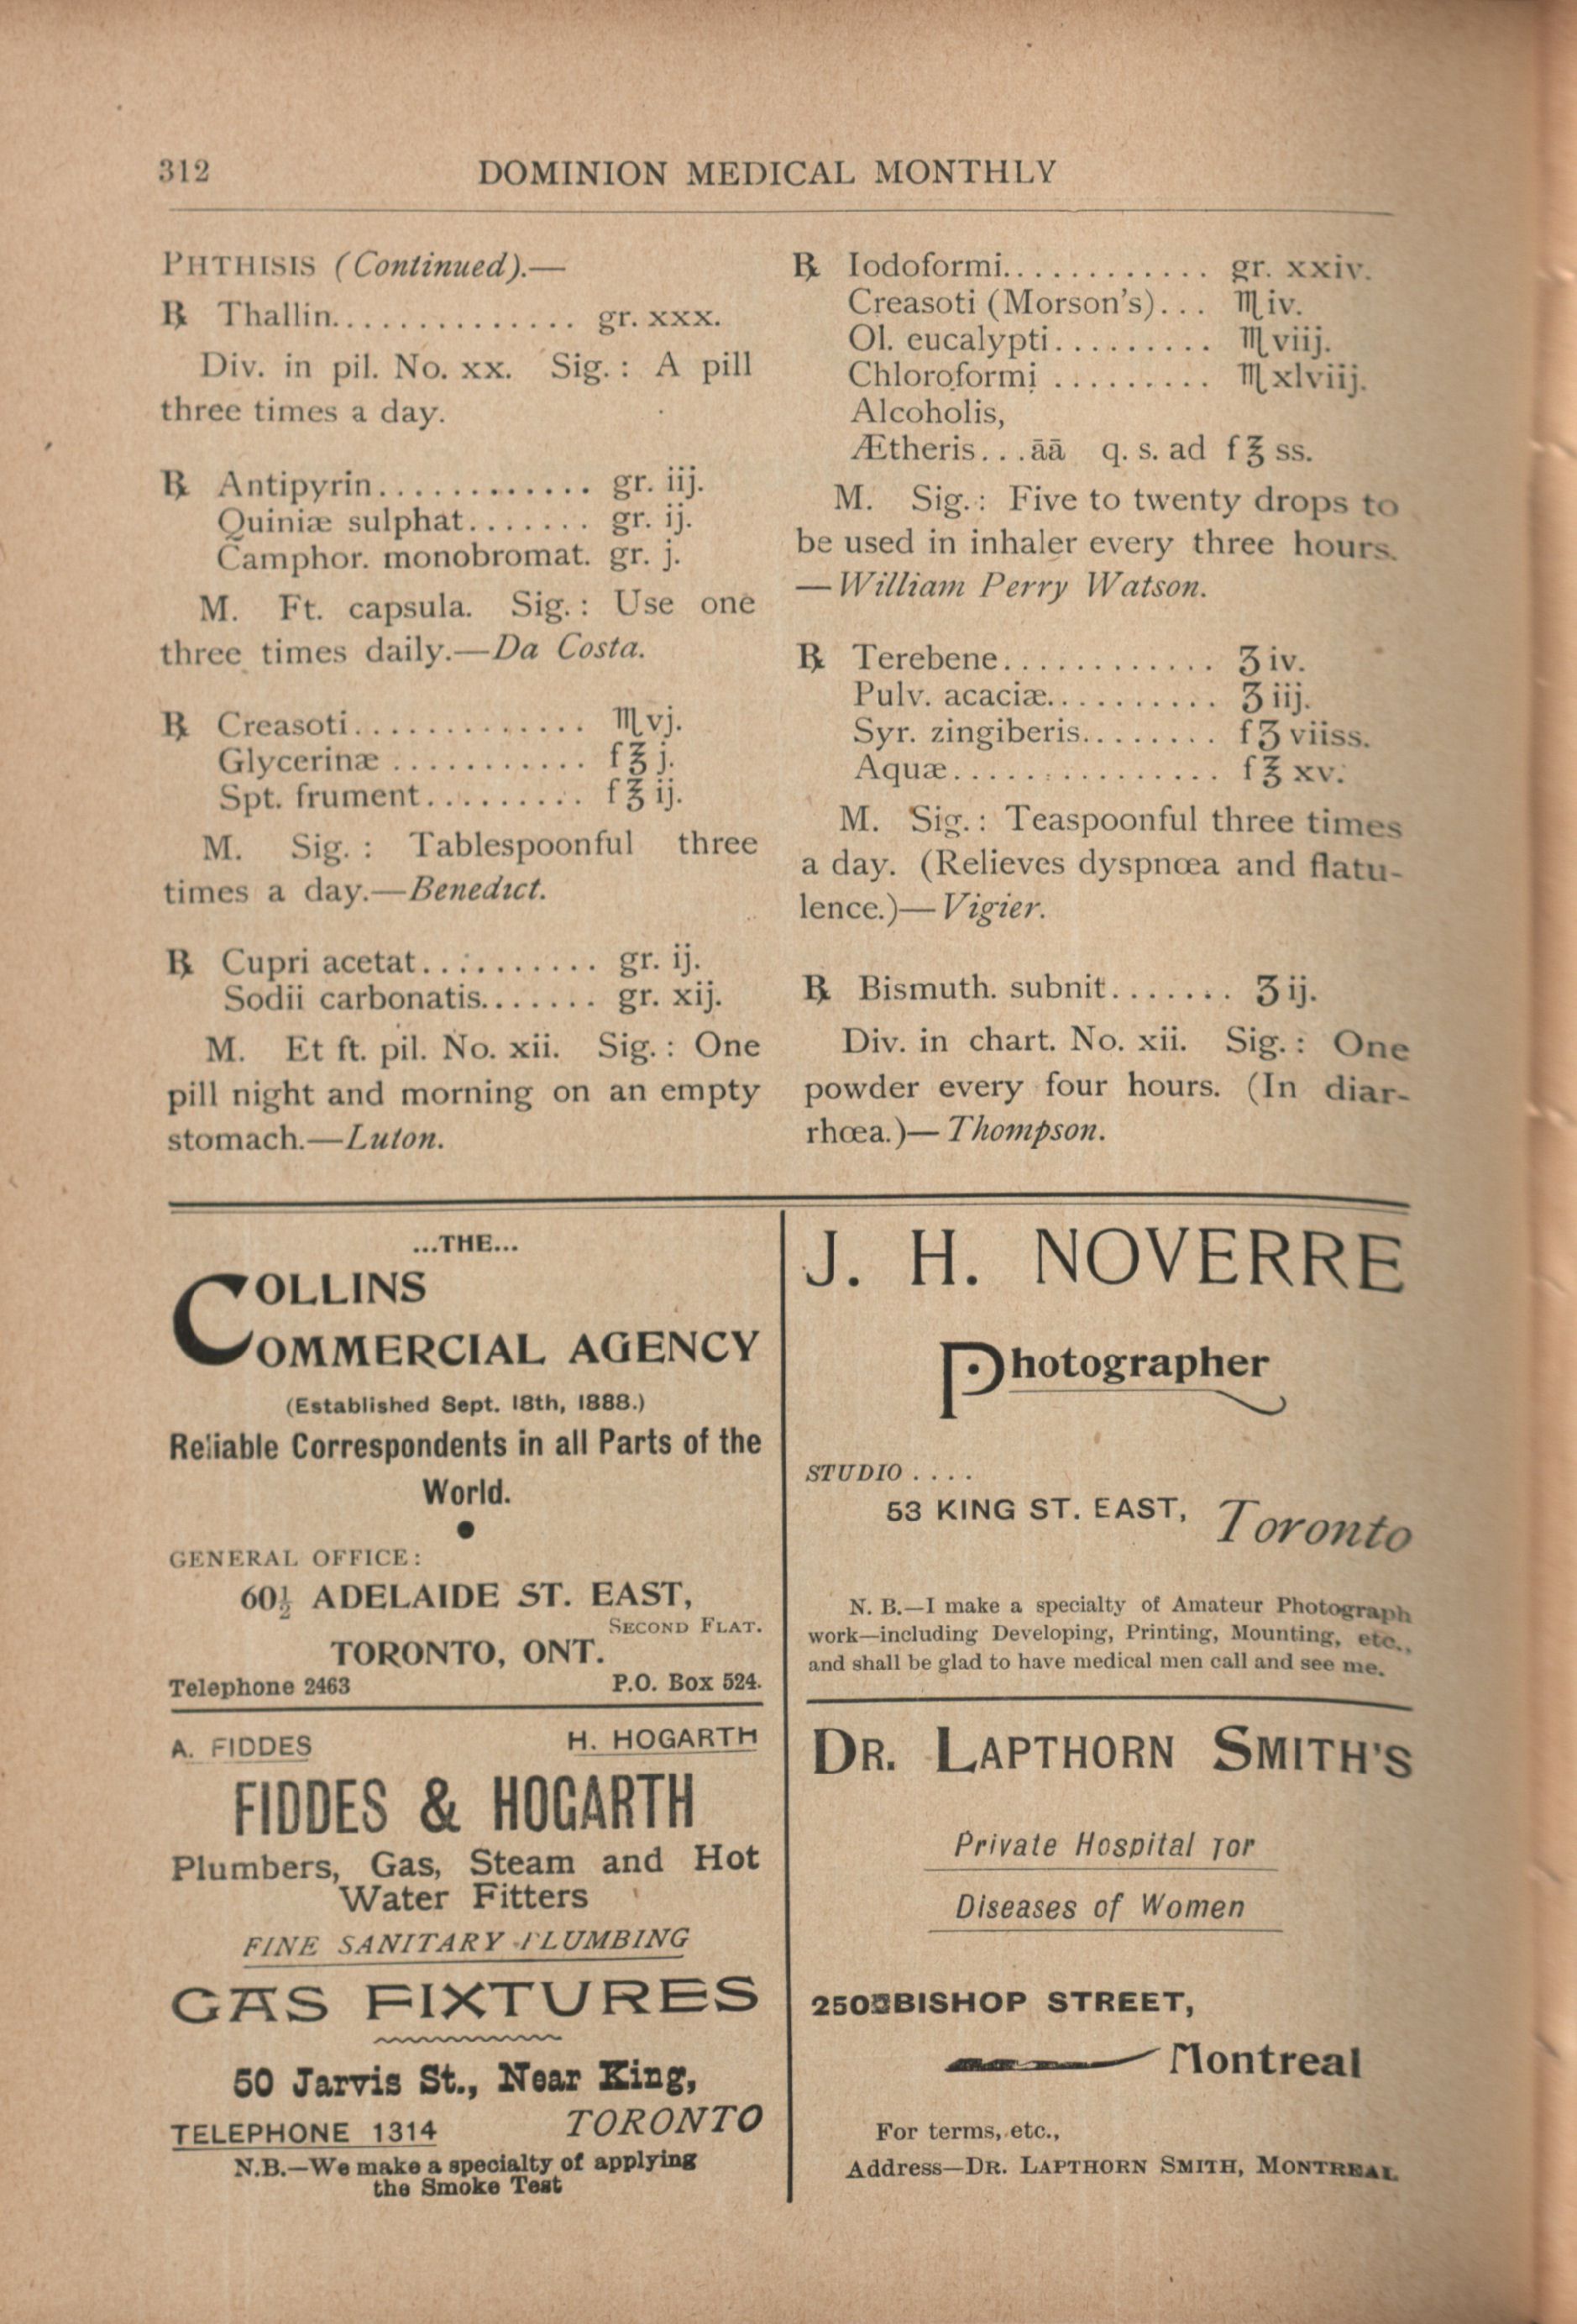 312
DOMINION MEDICAL MONTHLY
PHTHISIS (Continued).—
℞ Thallin.............. gr. xxx.
Div. in pil. No. xx. Sig.: A pill
three times a day.
℞ Antipyrin............ gr. iij.
Quiniæ sulphat....... gr. ij.
Camphor. monobromat. gr. j.
M. Ft. capsula. Sig.: Use one
three times daily.—Da Costa.
℞ Creasoti............. ♏vj.
Glycerinæ ........... f℥j.
Spt. frument......... f℥ij.
M. Sig.: Tablespoonful three
times a day.—Benedict.
℞ Cupri acetat.......... gr. ij.
Sodii carbonatis....... gr. xij.
M. Et ft. pil. No. xii. Sig.: One
pill night and morning on an empty
stomach.—Luton.
℞ Iodoformi............ gr. xxiv.
Creasoti (Morson's)... ♏iv.
Ol. eucalypti......... ♏viij.
Chloroformi ......... ♏xlviij.
Alcoholis,
Ætheris...āā q. s. ad f℥ss.
M. Sig.: Five to twenty drops to
be used in inhaler every three hours.
—William Perry Watson.
℞ Terebene............ ʒiv.
Pulv. acaciæ.......... ʒiij.
Syr. zingiberis........ fʒviiss.
Aquæ............... f℥xv.
M. Sig.: Teaspoonful three times
a day. (Relieves dyspnœa and flatu-
lence.)—Vigier.
℞ Bismuth. subnit....... ʒij.
Div. in chart. No. xii. Sig.: One
powder every four hours. (In diar-
rhœa.)—Thompson.
...THE...
COLLINS
COMMERCIAL AGENCY
(Established Sept. 18th, 1888.)
Reliable Correspondents in all Parts of the
World.
GENERAL OFFICE:
60½ ADELAIDE ST. EAST,
SECOND FLAT.
TORONTO, ONT.
Telephone 2463 P.O. Box 524.
A. FIDDES H. HOGARTH
FIDDES & HOGARTH
Plumbers, Gas, Steam and Hot
Water Fitters
FINE SANITARY PLUMBING
GAS FIXTURES
50 Jarvis St., Near King,
TELEPHONE 1314 TORONTO
N.B.—We make a specialty of applying
the Smoke Test
J. H. NOVERRE
Photographer
STUDIO ....
53 KING ST. EAST, Toronto
N. B.—I make a specialty of Amateur Photograph
work—including Developing, Printing, Mounting, etc.,
and shall be glad to have medical men call and see me.
DR. LAPTHORN SMITH'S
Private Hospital for
Diseases of Women
BISHOP STREET,
Montreal
For terms, etc.,
Address—DR. LAPTHORN SMITH, MONTREAL